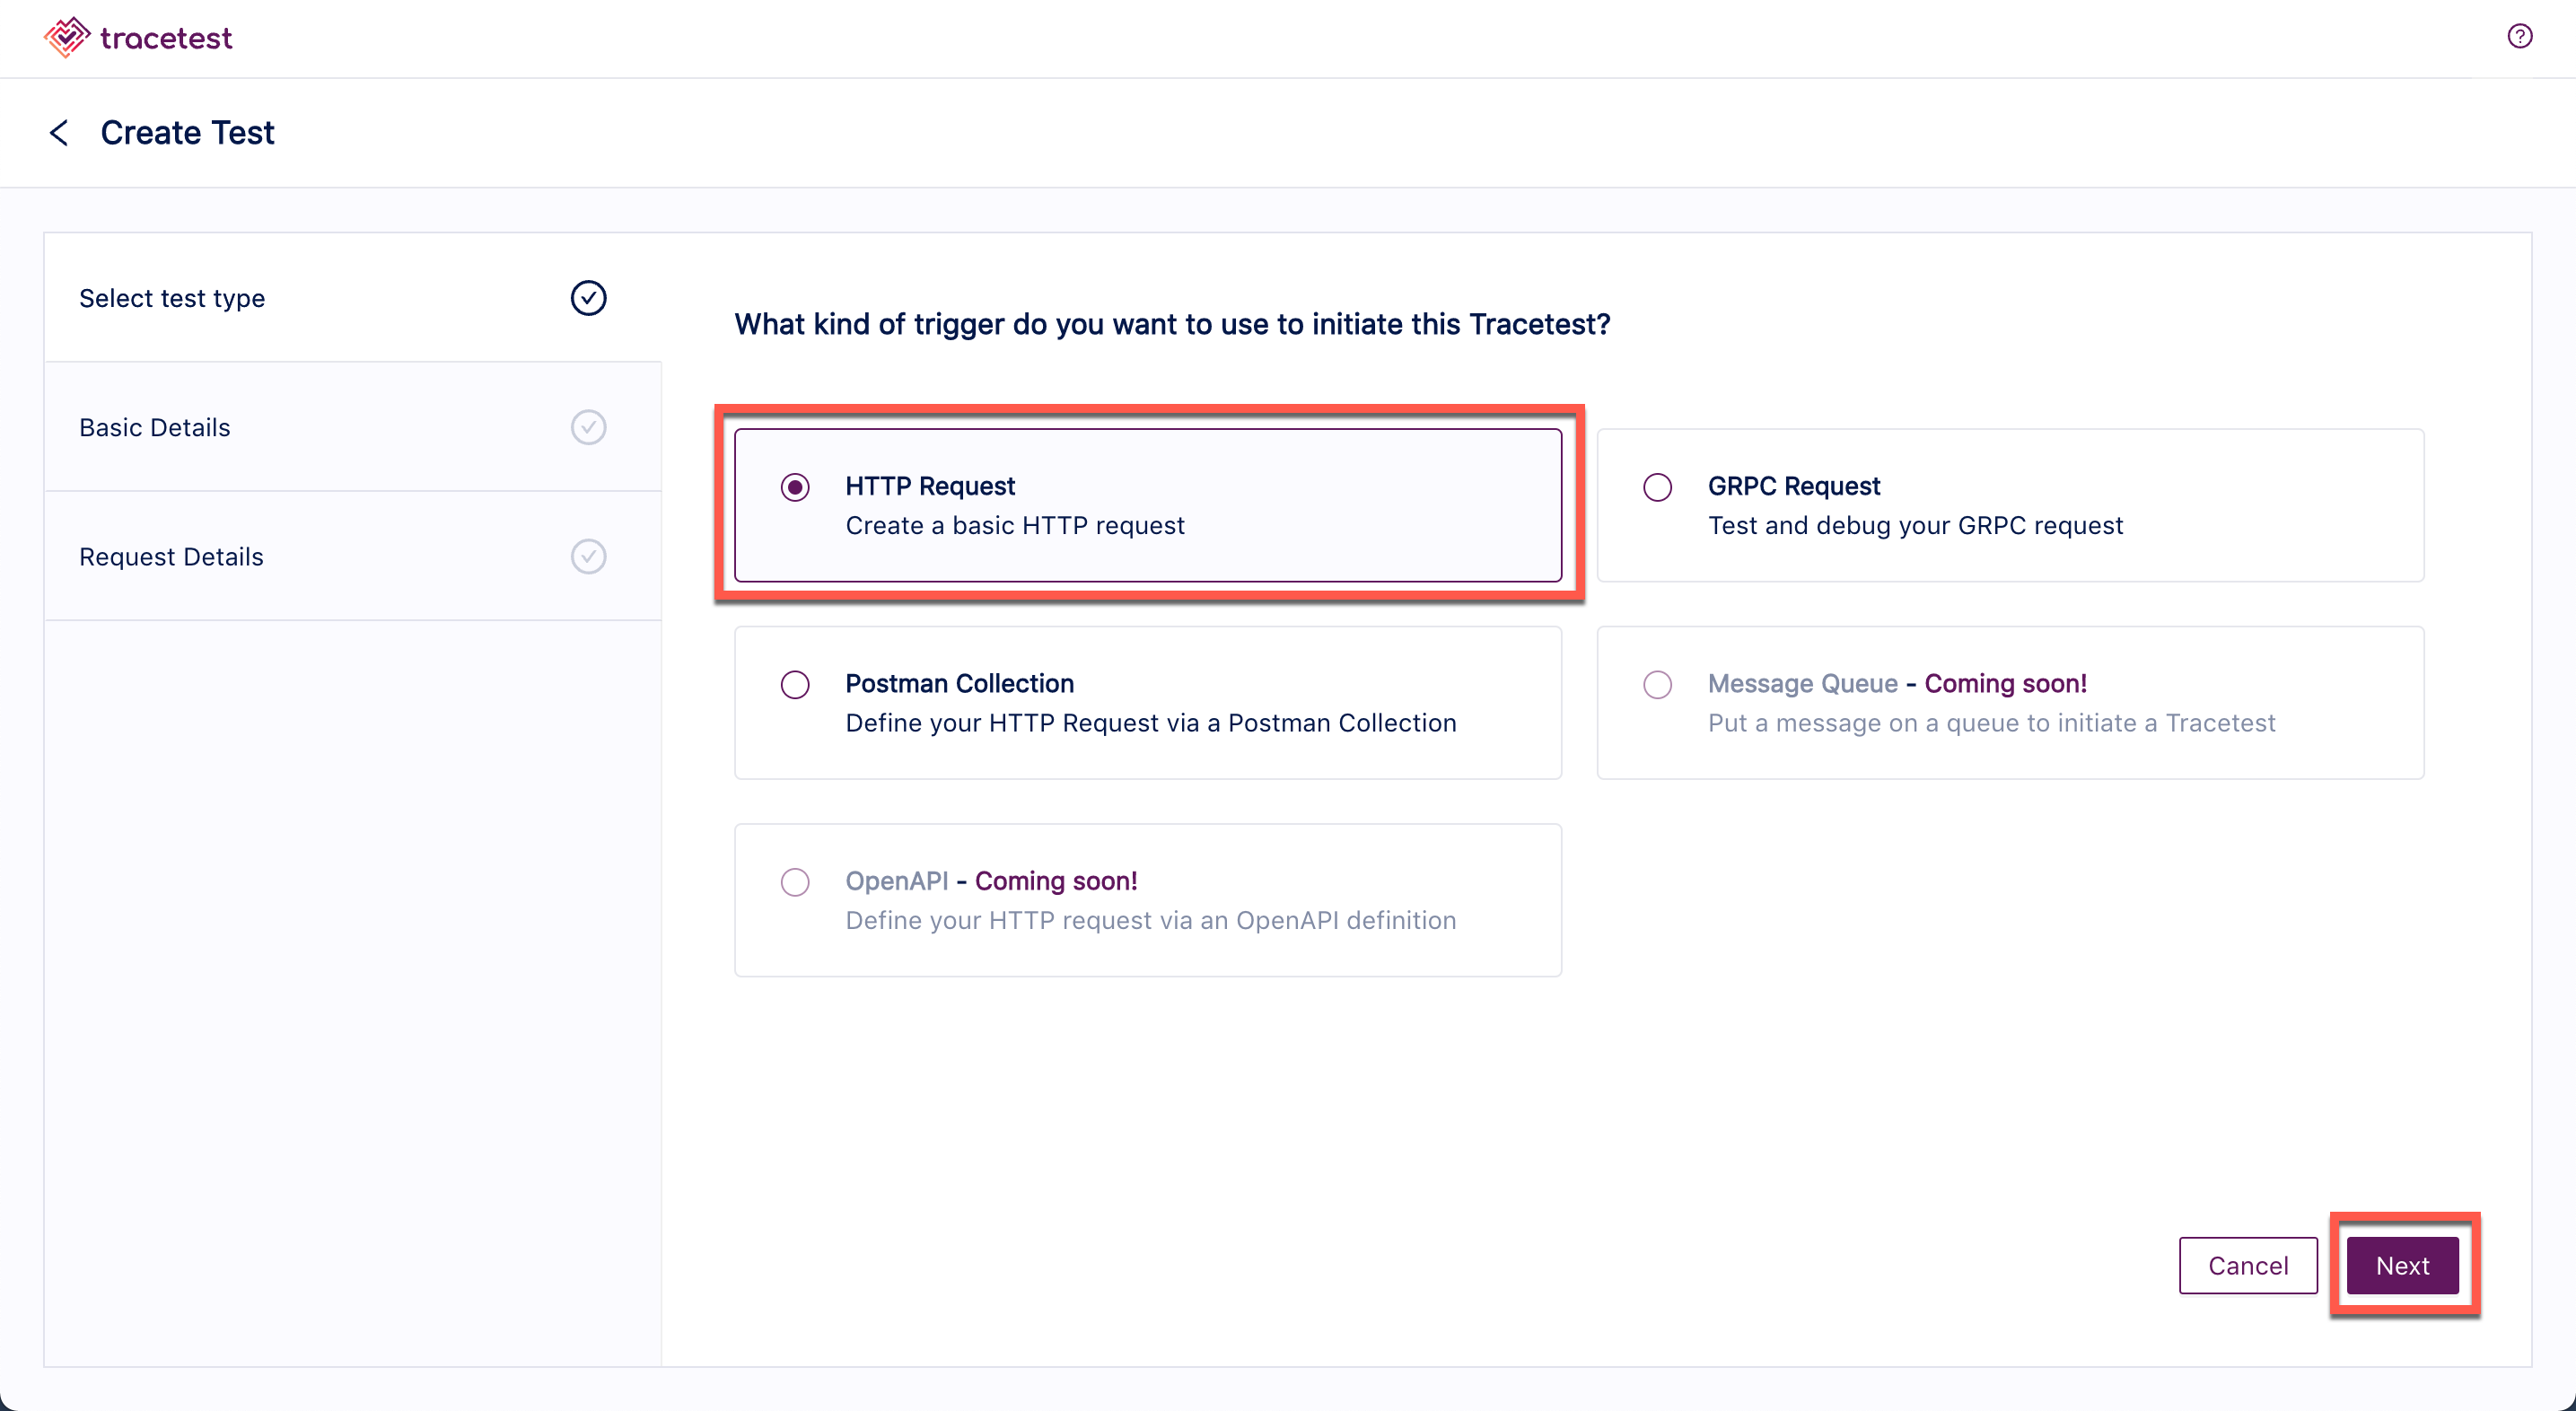 tracetest
?
Create Test
Select test type
Basic Details
Request Details
What kind of trigger do you want to use to initiate this Tracetest?
HTTP Request
Create a basic HTTP request
GRPC Request
Test and debug your GRPC request
Postman Collection
Define your HTTP Request via a Postman Collection
Message Queue - Coming soon!
Put a message on a queue to initiate a Tracetest
OpenAPI - Coming soon!
Define your HTTP request via an OpenAPI definition
Cancel
Next